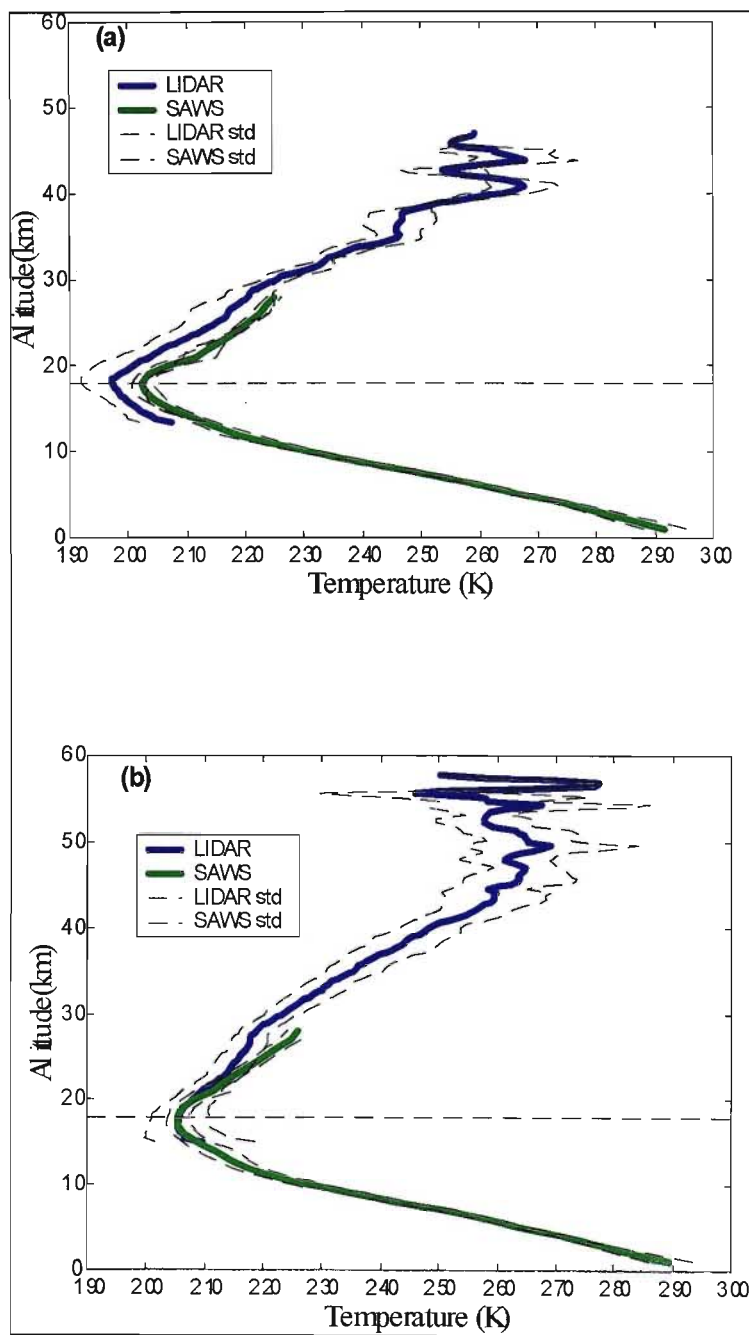 (a)
60
50
40
30
20
10
0
LIDAR
SAWS
LIDAR std
SAWS std
Al itude(km)
190 200 210 220 230 240 250 260 270 280 290 300
Temperature (K)
(b)
60
50
40
30
20
10
0
LIDAR
SAWS
LIDAR std
SAWS std
Al itude(km)
190 200 210 220 230 240 250 260 270 280 290 300
Temperature (K)